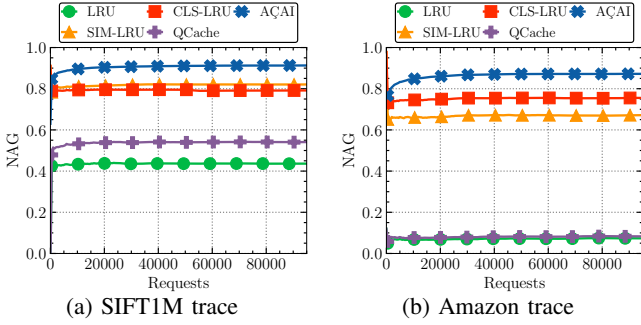 LRU CLS-LRU AÇAI
SIM-LRU QCache
1.0
0.8
0.6
0.4
0.2
0.0
NAG
0 20000 40000 60000 80000
Requests
(a) SIFT1M trace
LRU CLS-LRU AÇAI
SIM-LRU QCache
1.0
0.8
0.6
0.4
0.2
0.0
NAG
0 20000 40000 60000 80000
Requests
(b) Amazon trace